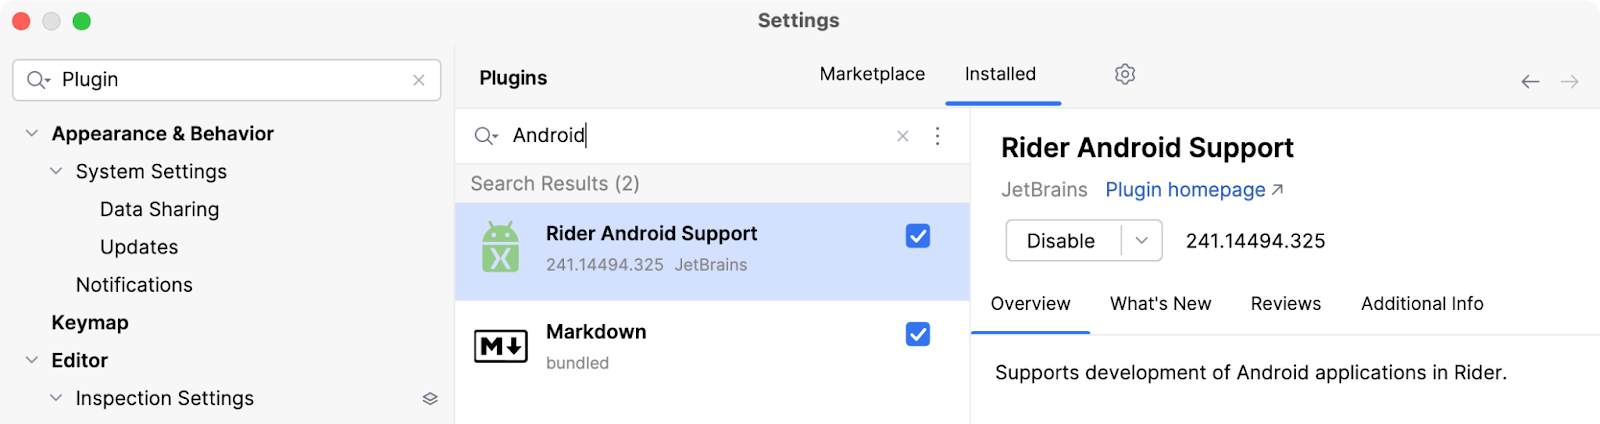 Settings
Plugin
Appearance & Behavior
System Settings
Data Sharing
Updates
Notifications
Keymap
Editor
Inspection Settings
Plugins
Marketplace
Installed
Android
Search Results (2)
Rider Android Support
241.14494.325 JetBrains
X
Markdown
bundled
M
Rider Android Support
JetBrains Plugin homepage ↗
Disable
241.14494.325
Overview
What's New
Reviews
Additional Info
Supports development of Android applications in Rider.